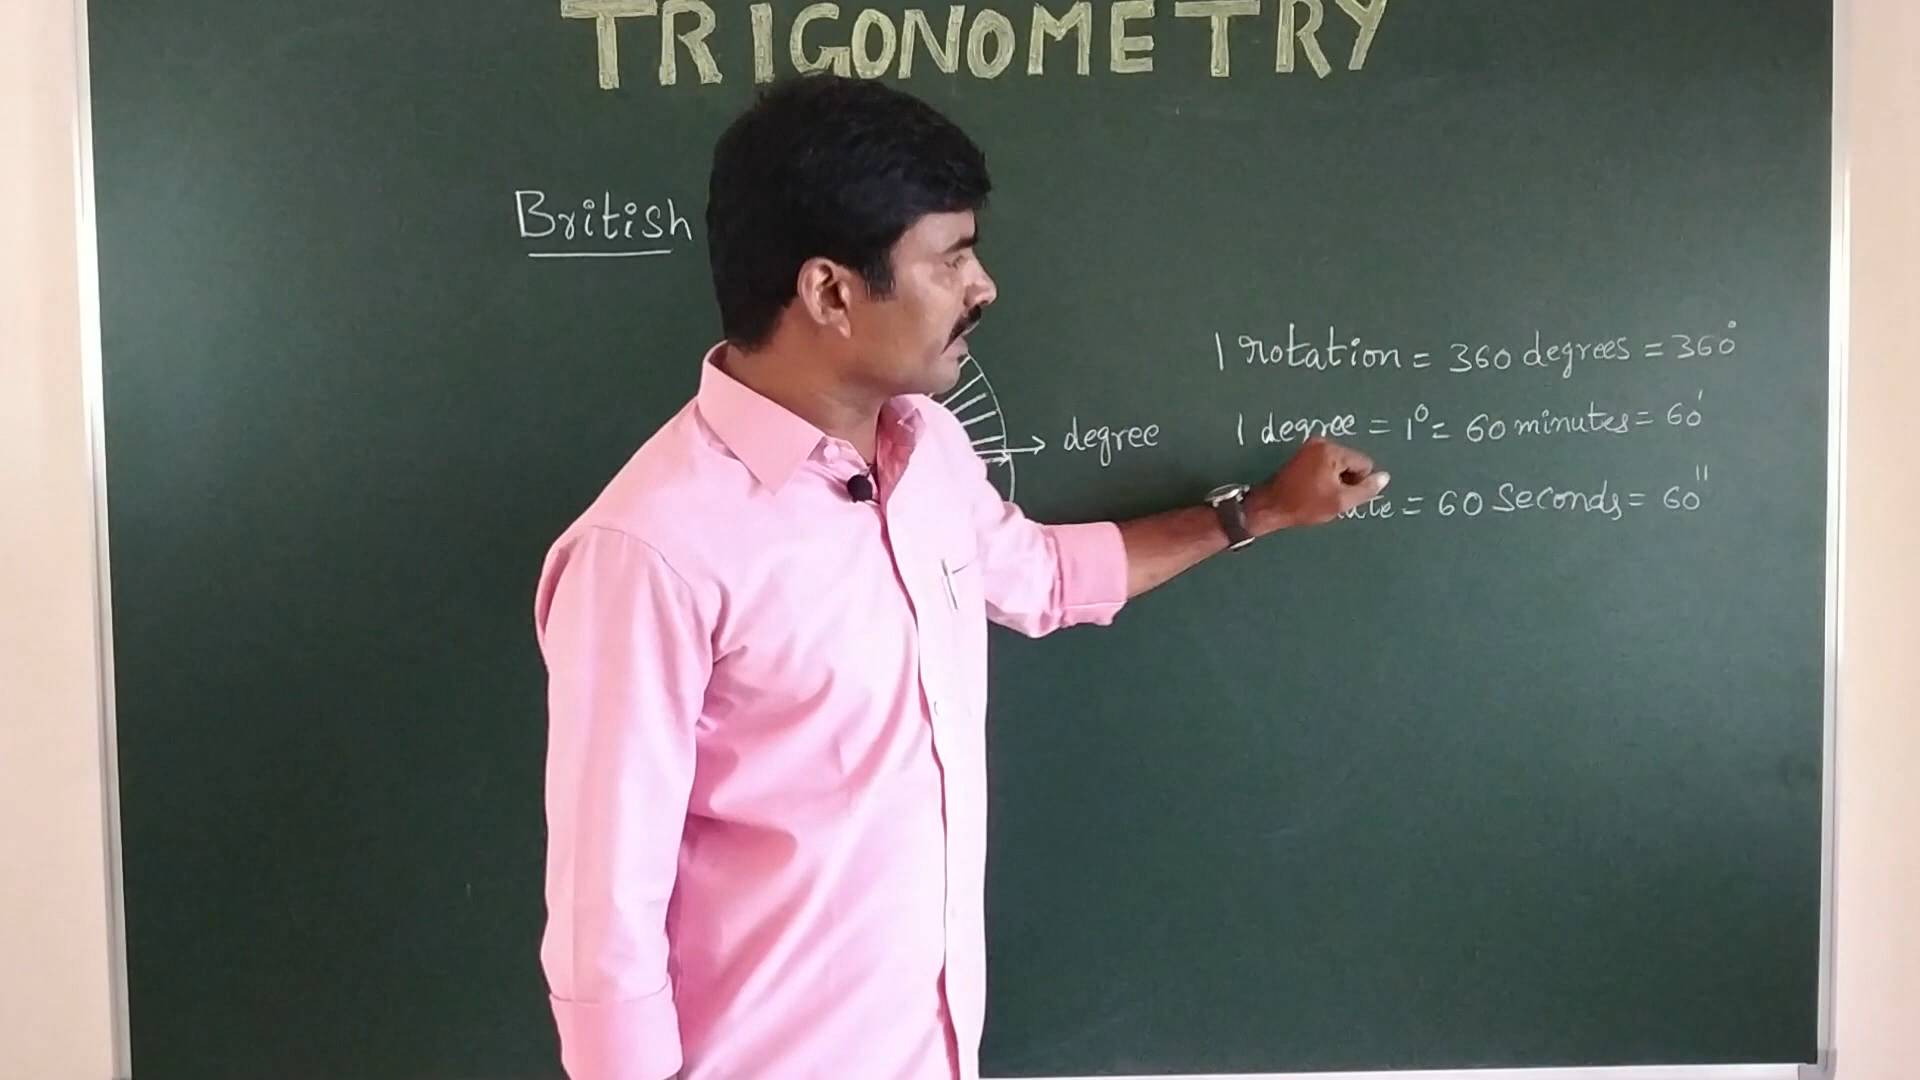 TRIGONOMETRY
British
1 rotation = 360 degrees = 360°
degree
1 degree = 1° = 60 minutes = 60'
= 60 Seconds = 60"